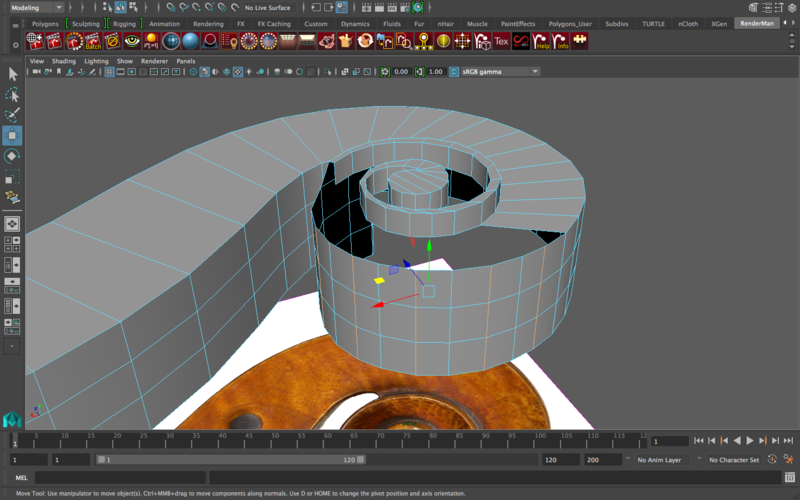 Modeling No Live Surface
Polygons Sculpting Rigging Animation Rendering FX FX Caching Custom Dynamics Fluids Fur nHair Muscle PaintEffects Polygons_User Subdivs TURTLE nCloth XGen RenderMan
Batch Tex Help Info
View Shading Lighting Show Renderer Panels
0.00 1.00 sRGB gamma
5 10 15 20 25 30 35 40 45 50 55 60 65 70 75 80 85 90 95 100 105 110 115 12
1 1
1 1 1 120 120 200 No Anim Layer No Character Set
MEL
Move Tool: Use manipulator to move object(s). Ctrl+MMB+drag to move components along normals. Use D or HOME to change the pivot position and axis orientation.